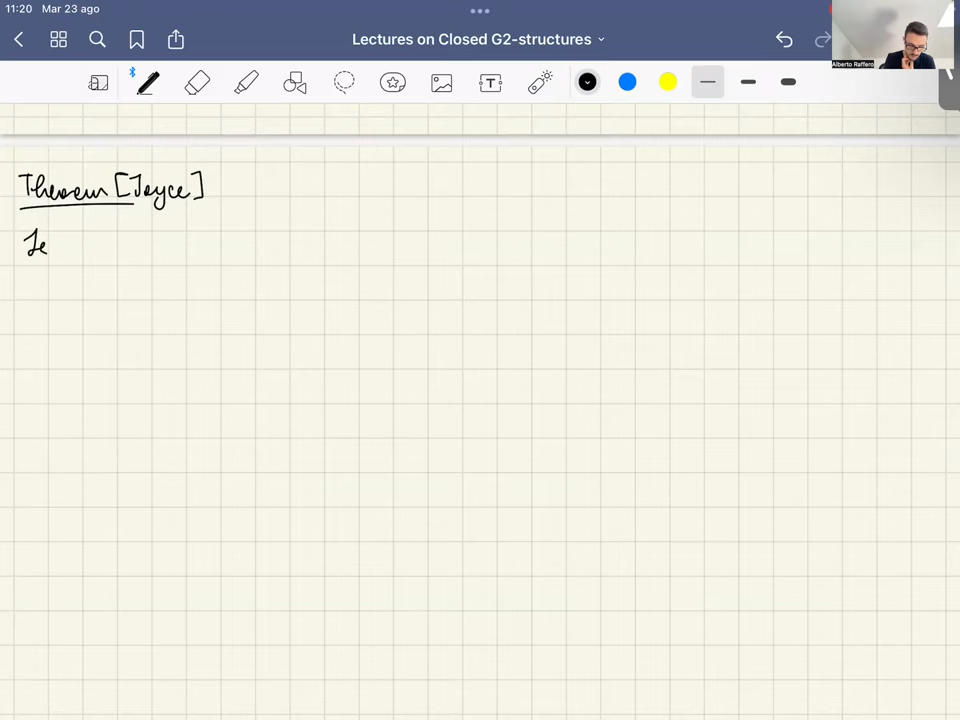 11:20 Mar 23 ago
Lectures on Closed G2-structures
Alberto Raffero
T
Theorem [Joyce]
Le